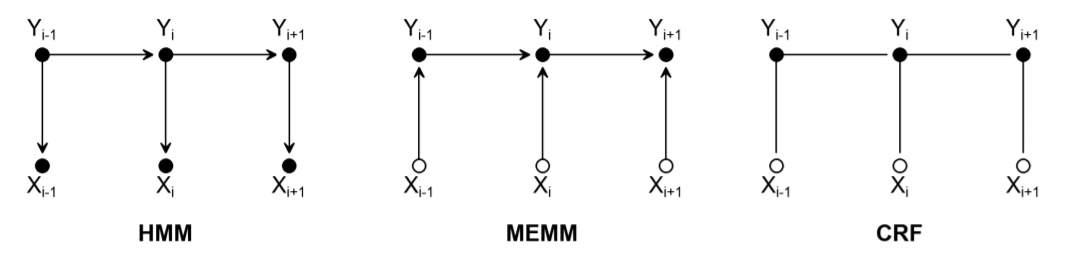 Y_{i-1} Y_i Y_{i+1} Y_{i-1} Y_i Y_{i+1} Y_{i-1} Y_i Y_{i+1}
X_{i-1} X_i X_{i+1} X_{i-1} X_i X_{i+1} X_{i-1} X_i X_{i+1}
HMM MEMM CRF